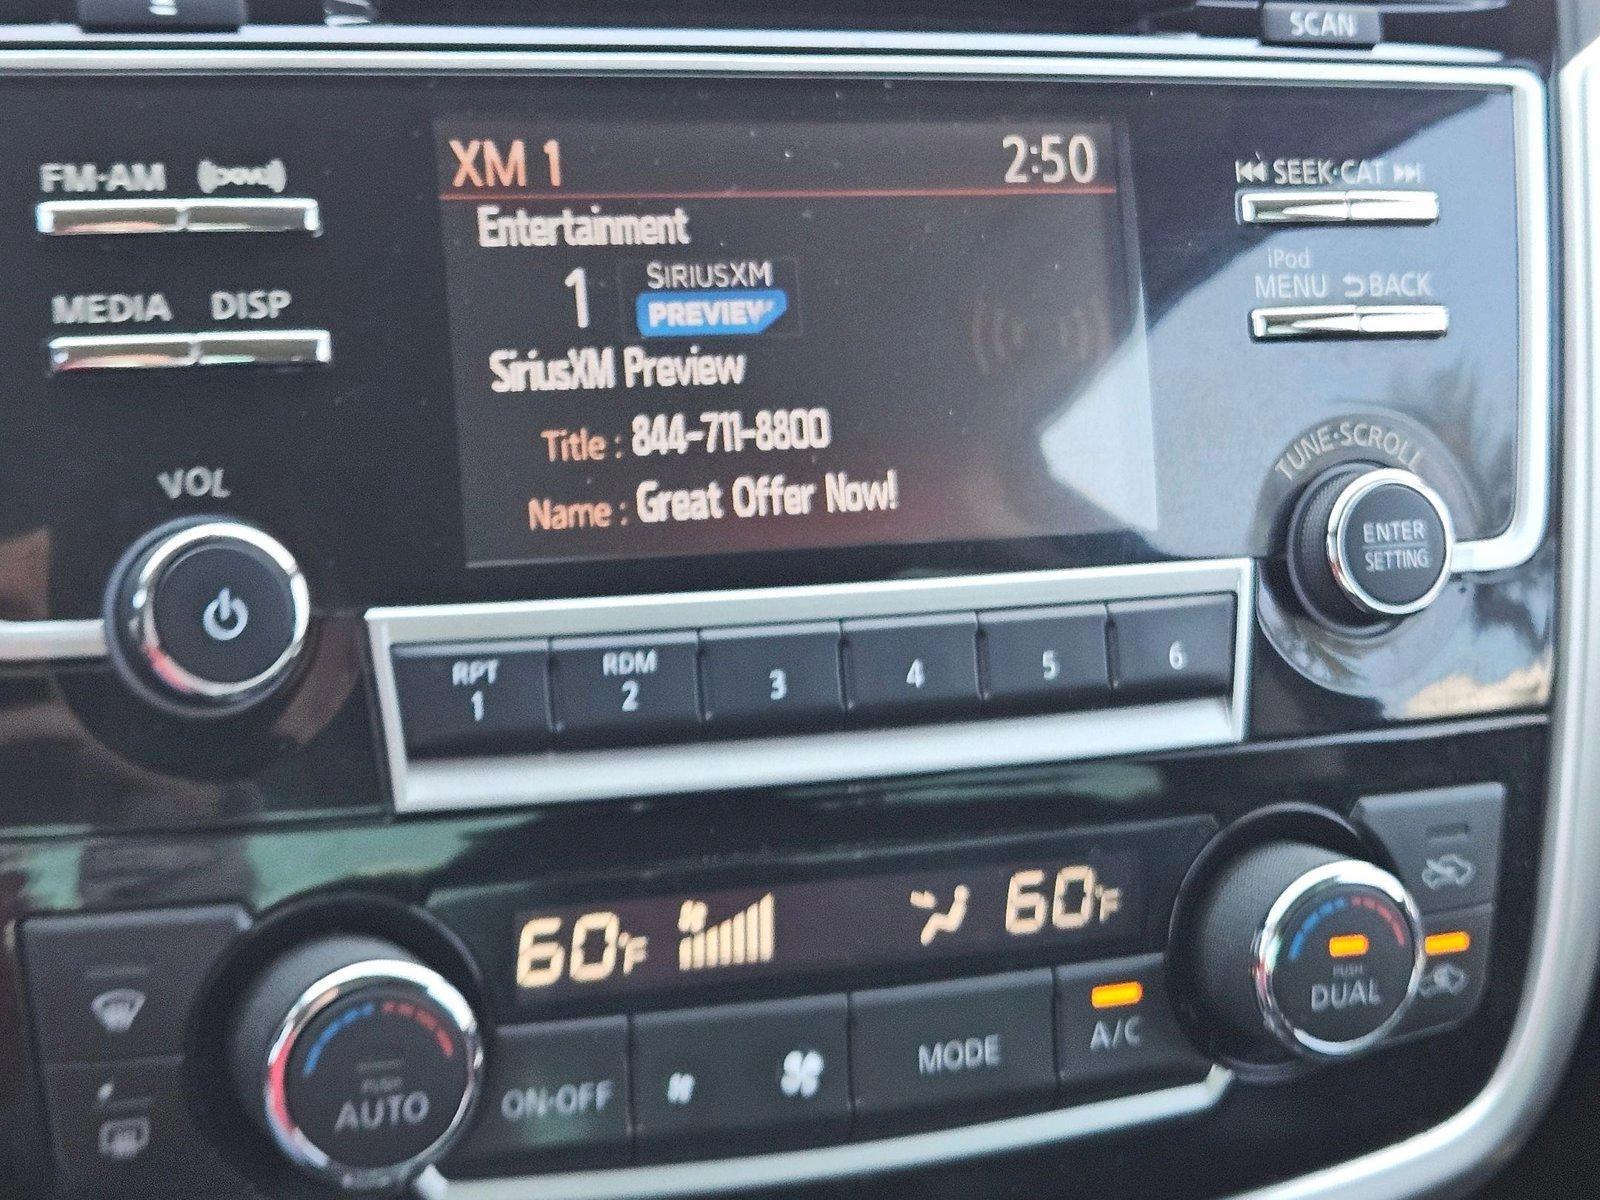 SCAN
FM·AM
XM 1
2:50
SEEK·CAT
Entertainment
1
SIRIUSXM
PREVIEW
iPod
MENU
BACK
MEDIA
DISP
SiriusXM Preview
Title : 844-711-8800
Name : Great Offer Now!
VOL
TUNE·SCROLL
ENTER
SETTING
RPT
1
RDM
2
3
4
5
6
60°F
60°F
PUSH
AUTO
ON·OFF
MODE
A/C
PUSH
DUAL